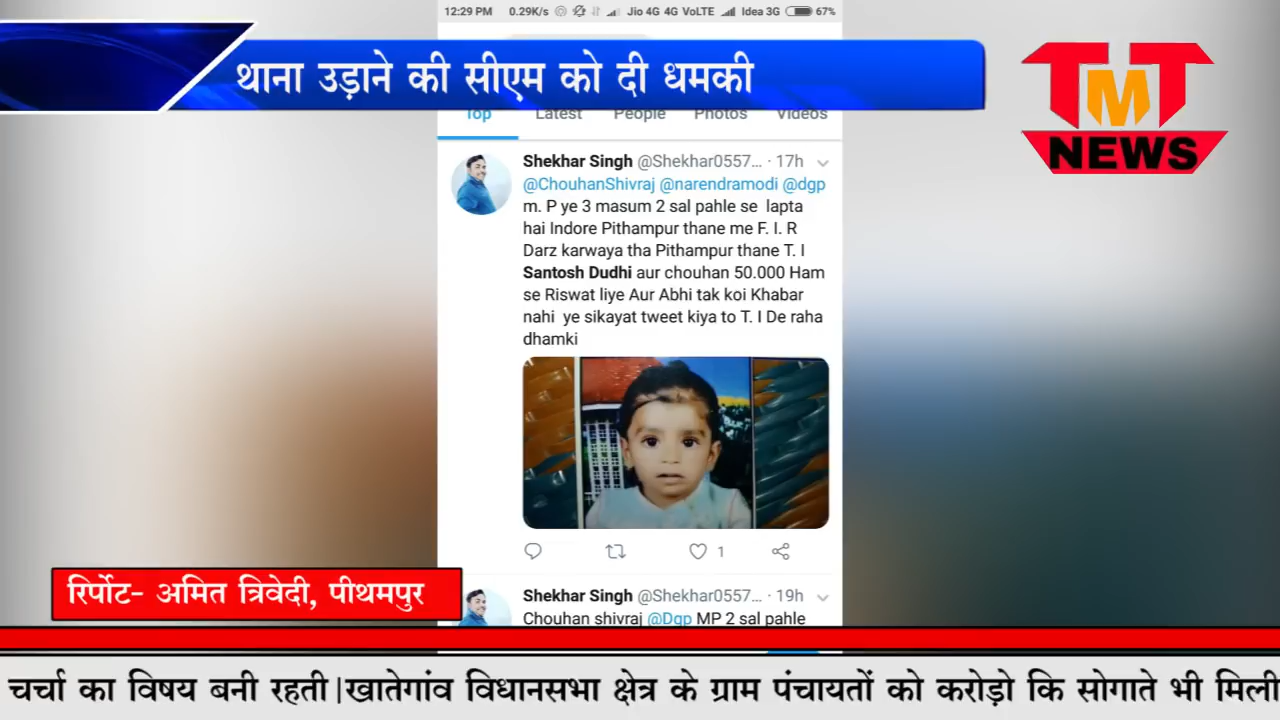 12:29 PM 0.29K/s Jio 4G 4G VoLTE Idea 3G 67%
थाना उड़ाने की सीएम को दी धमकी
TMT
NEWS
Top Latest People Photos Videos
Shekhar Singh @Shekhar0557... · 17h
@ChouhanShivraj @narendramodi @dgp
m. P ye 3 masum 2 sal pahle se lapta
hai Indore Pithampur thane me F. I. R
Darz karwaya tha Pithampur thane T. I
Santosh Dudhi aur chouhan 50.000 Ham
se Riswat liye Aur Abhi tak koi Khabar
nahi ye sikayat tweet kiya to T. I De raha
dhamki
1
Shekhar Singh @Shekhar0557... · 19h
Chouhan shivraj @Dgp MP 2 sal pahle
रिर्पोट- अमित त्रिवेदी, पीथमपुर
चर्चा का विषय बनी रहती|खातेगांव विधानसभा क्षेत्र के ग्राम पंचायतों को करोड़ो कि सोगाते भी मिली